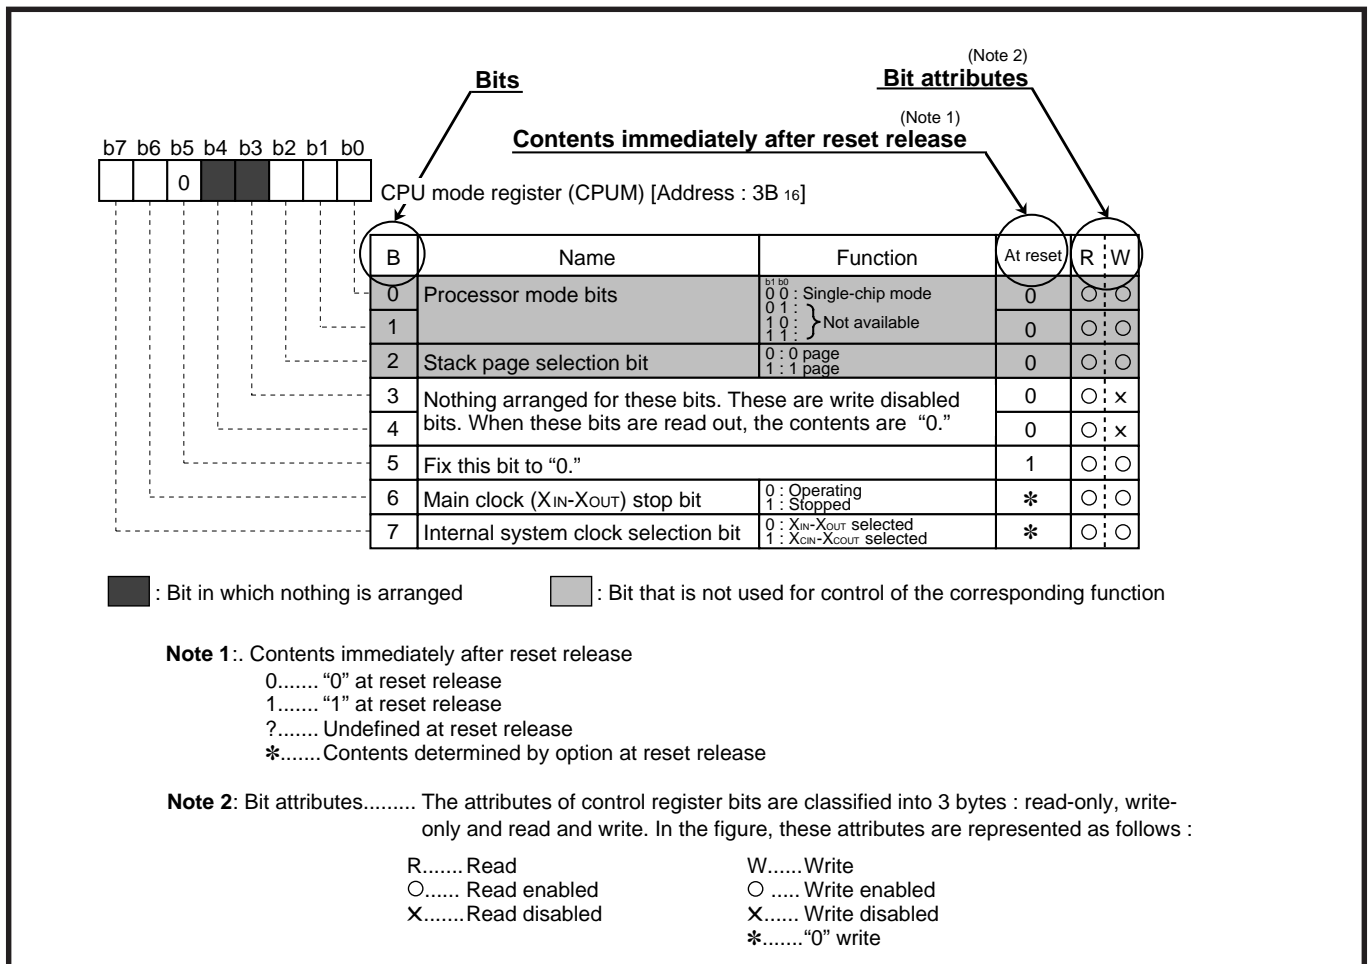 (Note 2)
Bits
Bit attributes
(Note 1)
Contents immediately after reset release
b7 b6 b5 b4 b3 b2 b1 b0
0
CPU mode register (CPUM) [Address : 3B 16]
B Name Function At reset R W
0 Processor mode bits b1 b0 0 0 : Single-chip mode 0 ○ ○
0 1 :
1 1 0 : } Not available 0 ○ ○
1 1 :
2 Stack page selection bit 0 : 0 page 0 ○ ○
1 : 1 page
3 Nothing arranged for these bits. These are write disabled 0 ○ ×
4 bits. When these bits are read out, the contents are “0.” 0 ○ ×
5 Fix this bit to “0.” 1 ○ ○
6 Main clock (XIN-XOUT) stop bit 0 : Operating ✻ ○ ○
1 : Stopped
7 Internal system clock selection bit 0 : XIN-XOUT selected ✻ ○ ○
1 : XCIN-XCOUT selected
: Bit in which nothing is arranged : Bit that is not used for control of the corresponding function
Note 1:. Contents immediately after reset release
0....... “0” at reset release
1....... “1” at reset release
?....... Undefined at reset release
✻.......Contents determined by option at reset release
Note 2: Bit attributes......... The attributes of control register bits are classified into 3 bytes : read-only, write-
only and read and write. In the figure, these attributes are represented as follows :
R.......Read W......Write
○...... Read enabled ○ ..... Write enabled
×.......Read disabled ×...... Write disabled
✻.......“0” write